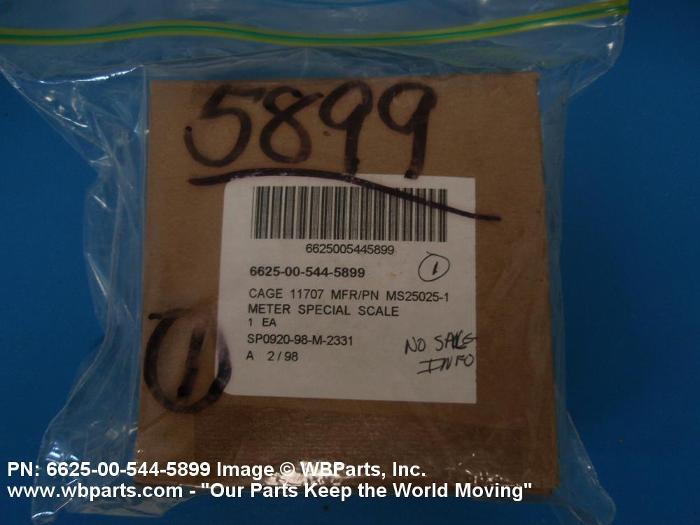 5899
6625005445899
6625-00-544-5899 1
CAGE 11707 MFR/PN MS25025-1
METER SPECIAL SCALE
1 EA
SP0920-98-M-2331
A 2/98
NO SALES
INFO
1
PN: 6625-00-544-5899 Image © WBParts, Inc.
www.wbparts.com - "Our Parts Keep the World Moving"